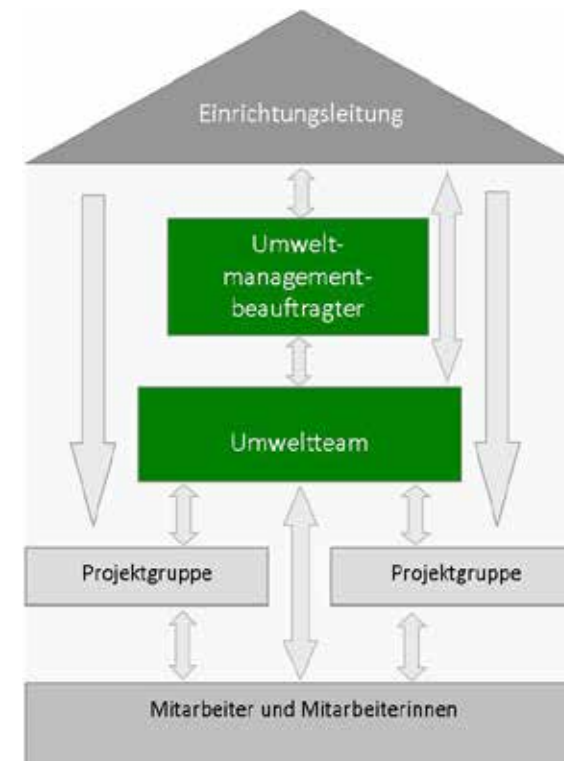 Einrichtungsleitung
Umwelt-
management-
beauftragter
Umweltteam
Projektgruppe
Projektgruppe
Mitarbeiter und Mitarbeiterinnen